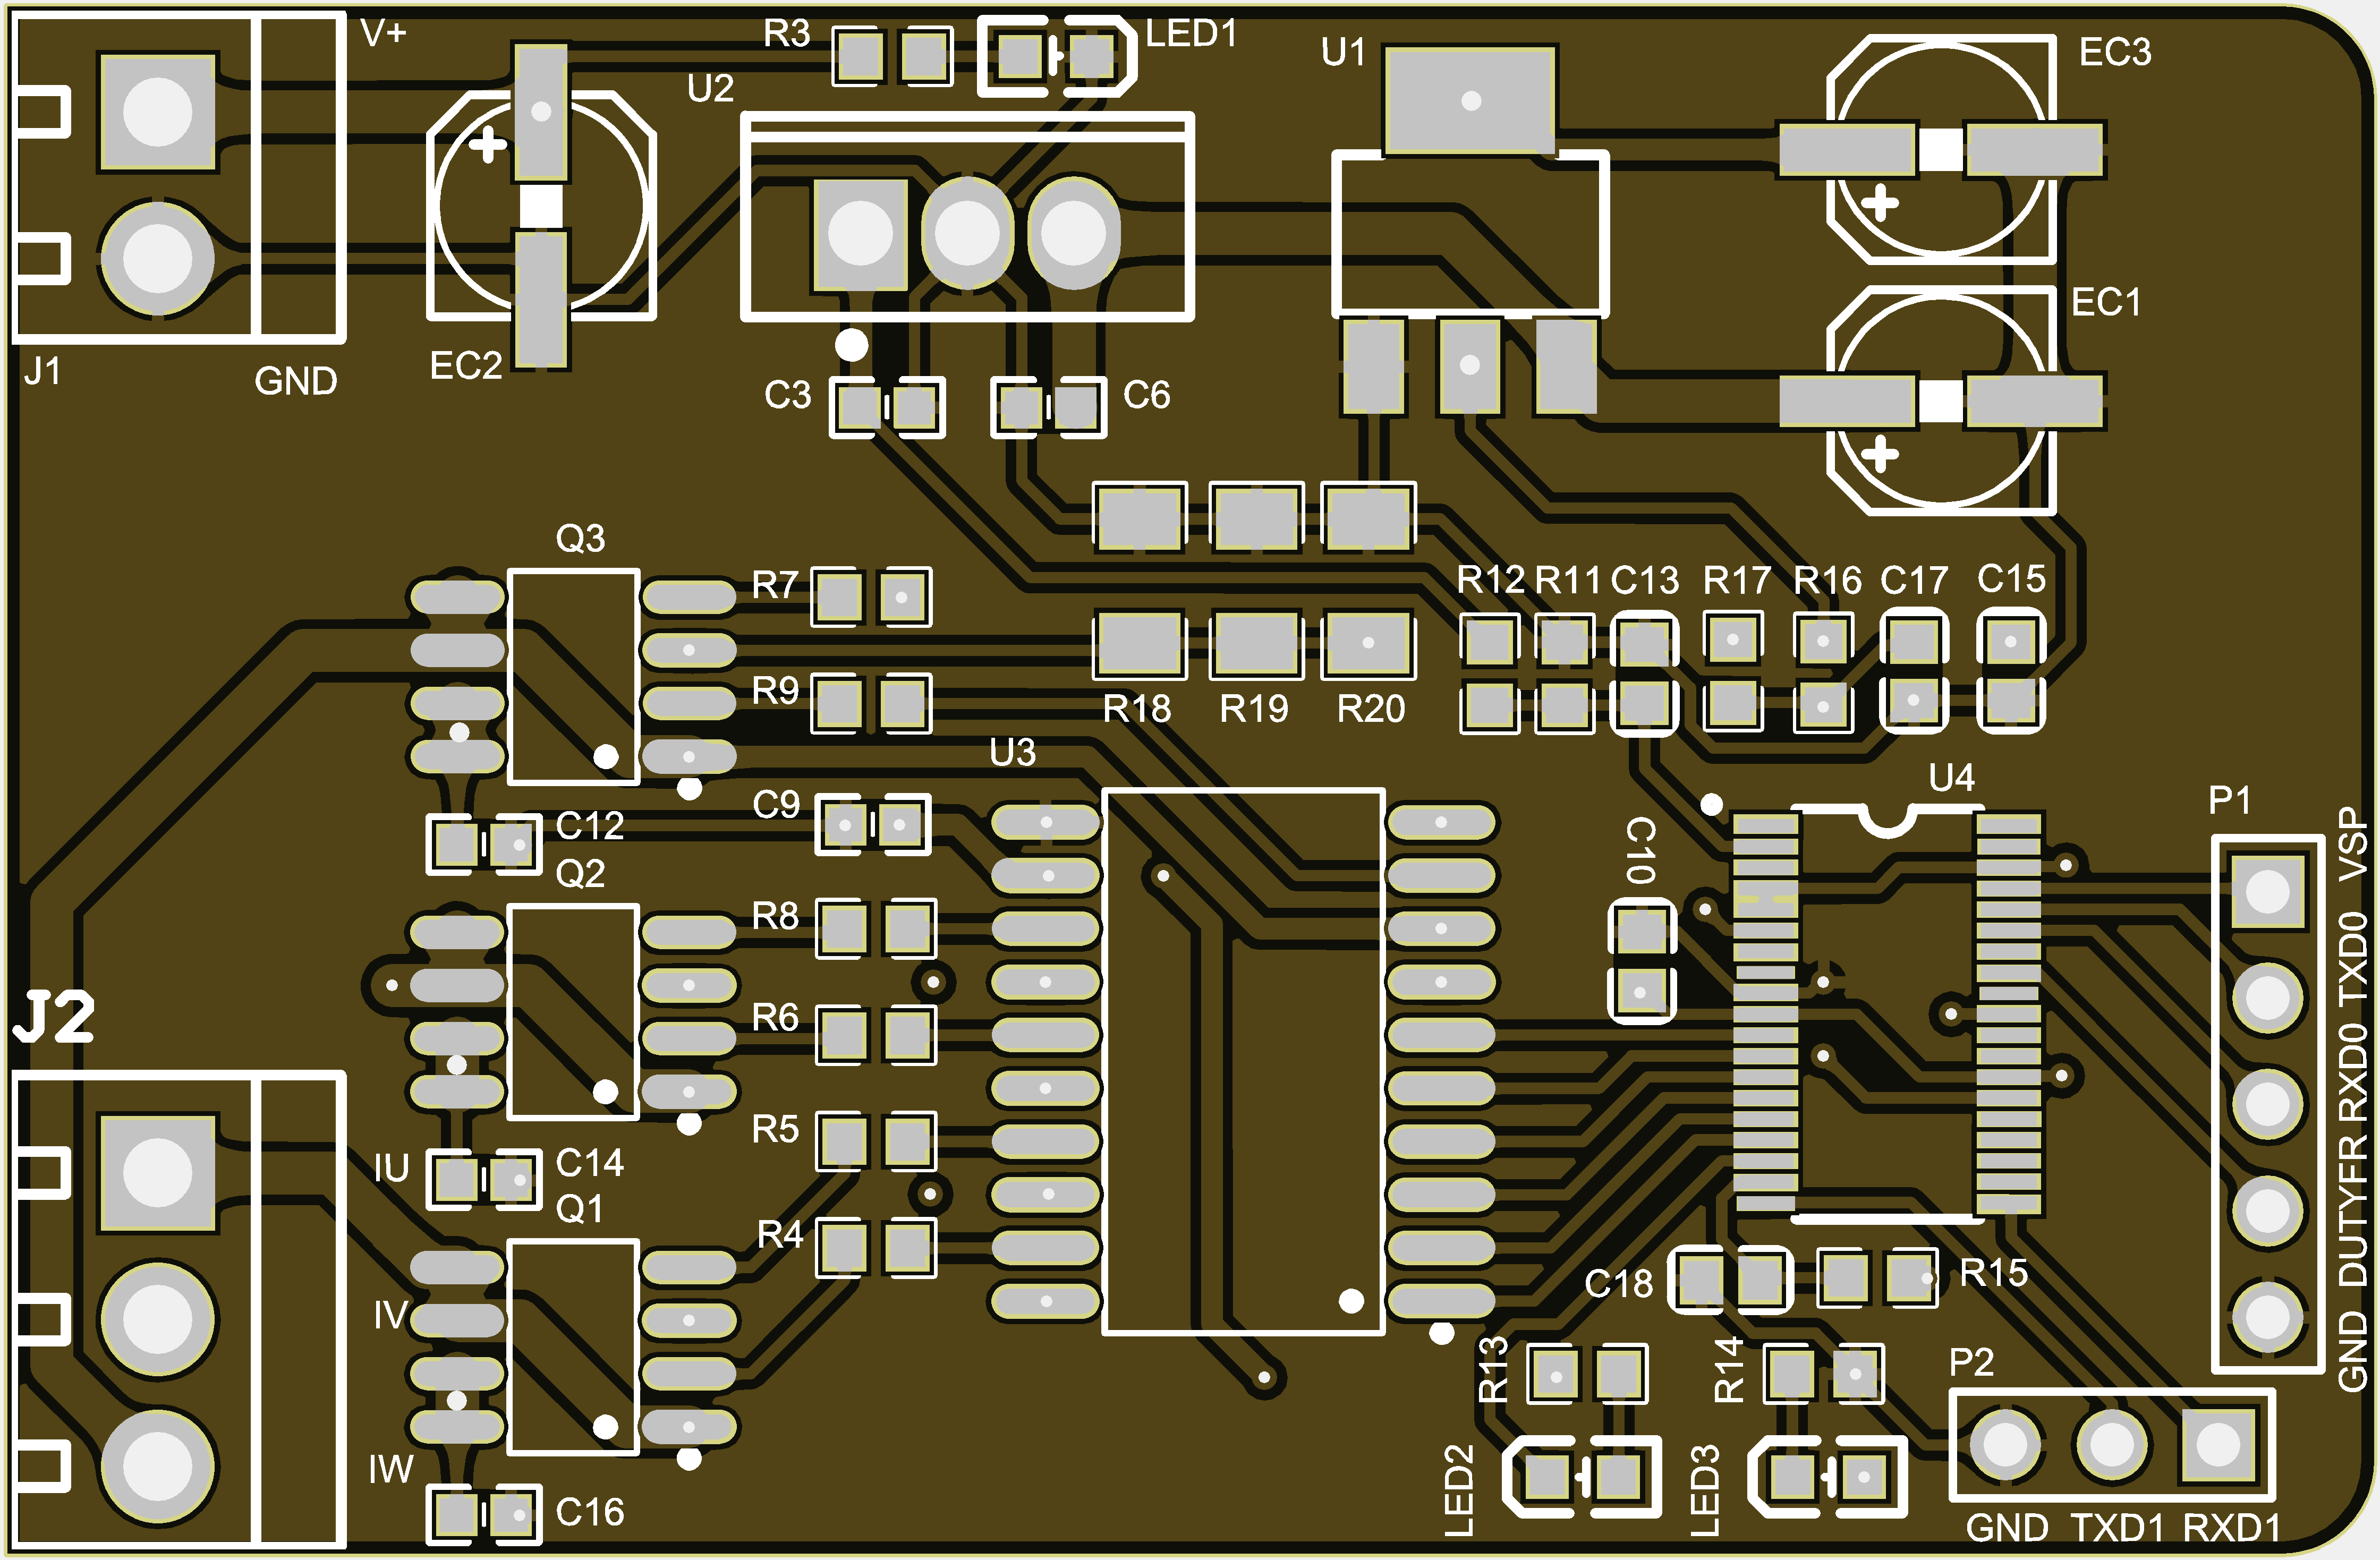 V+
R3
LED1
U1
EC3
U2
EC1
J1
GND
EC2
C3
C6
Q3
R7
R12
R11
C13
R17
R16
C17
C15
R9
R18
R19
R20
U3
U4
P1
C9
C12
Q2
C10
R8
R6
J2
R5
IU
C14
Q1
R4
C18
R15
IV
R13
R14
P2
GND DUTYFR RXD0 TXD0 VSP
IW
LED2
LED3
C16
GND
TXD1
RXD1